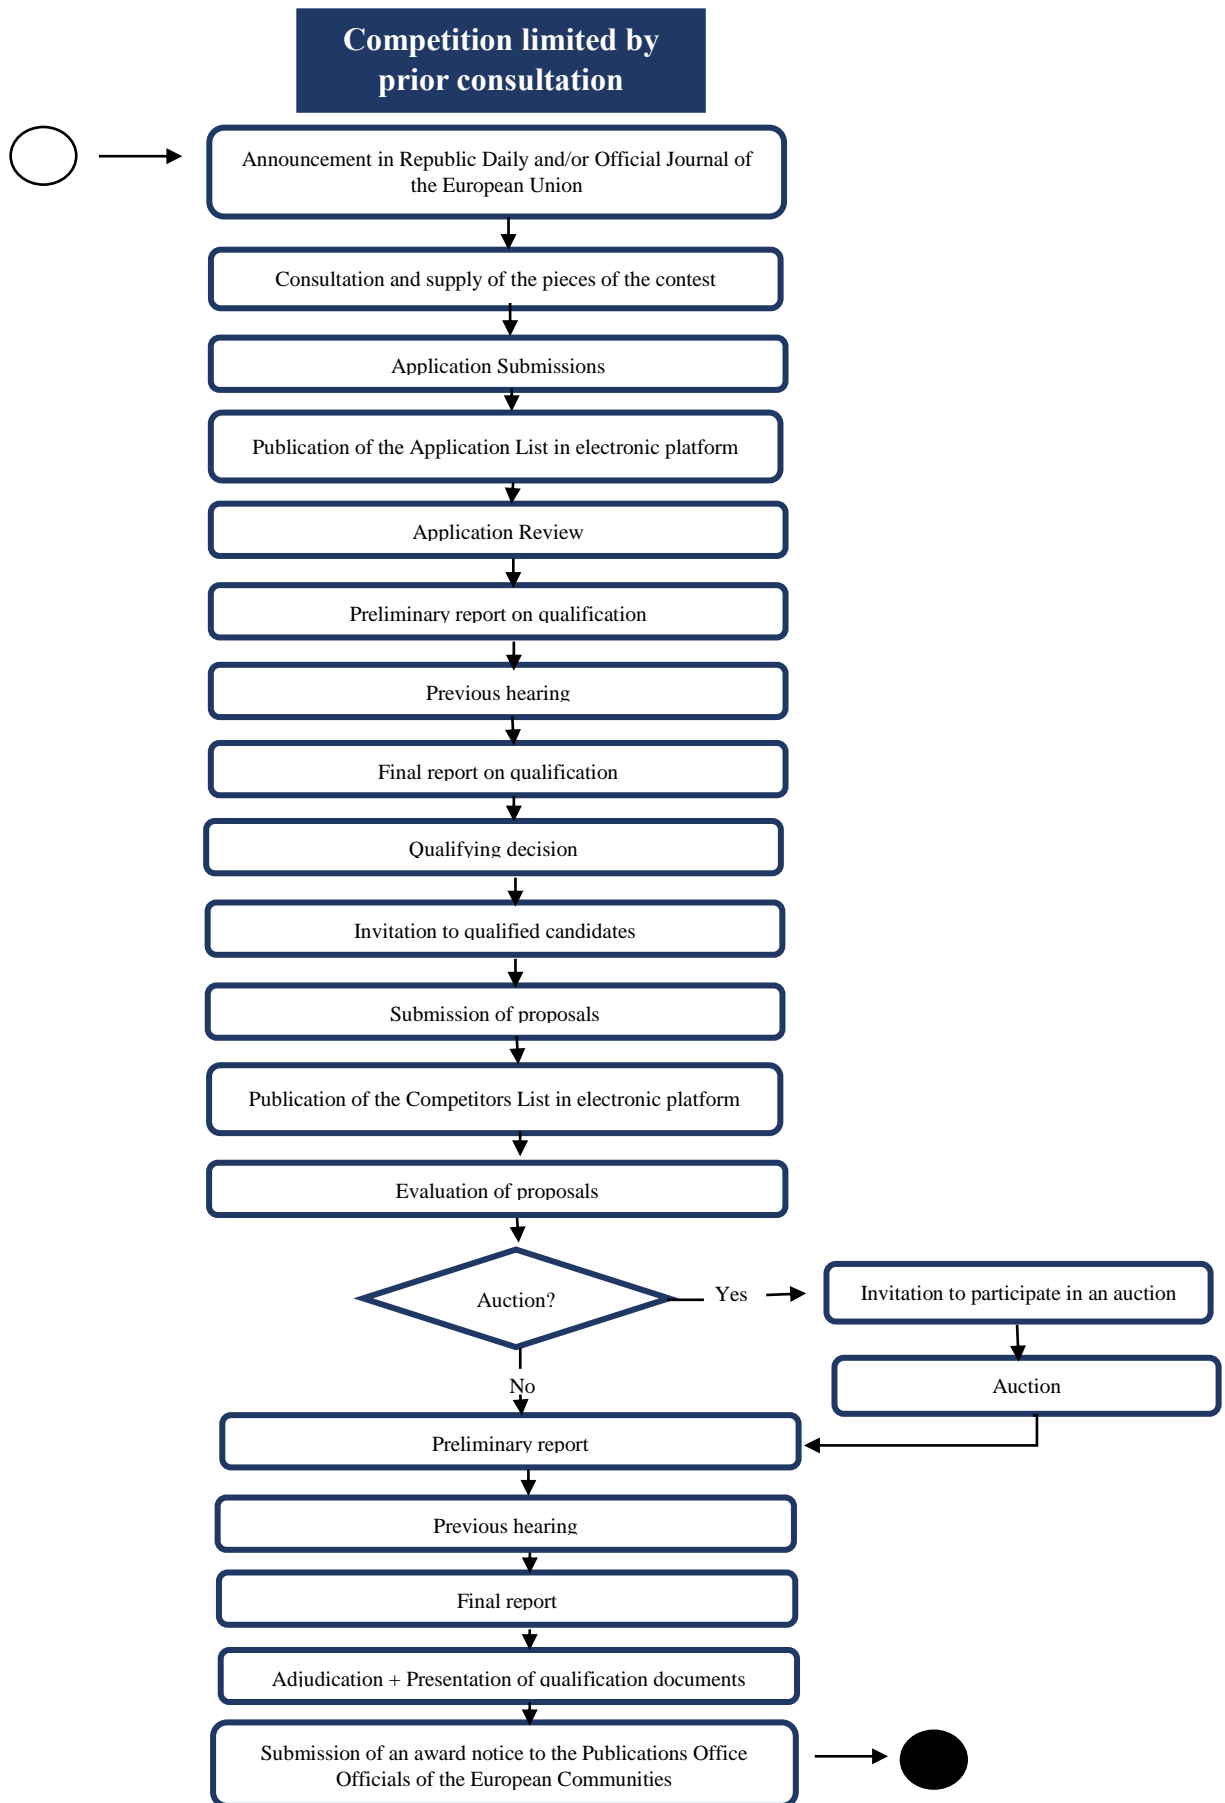 Competition limited by
prior consultation
Announcement in Republic Daily and/or Official Journal of
the European Union
Consultation and supply of the pieces of the contest
Application Submissions
Publication of the Application List in electronic platform
Application Review
Preliminary report on qualification
Previous hearing
Final report on qualification
Qualifying decision
Invitation to qualified candidates
Submission of proposals
Publication of the Competitors List in electronic platform
Evaluation of proposals
Auction?
Yes
Invitation to participate in an auction
Auction
No
Preliminary report
Previous hearing
Final report
Adjudication + Presentation of qualification documents
Submission of an award notice to the Publications Office
Officials of the European Communities